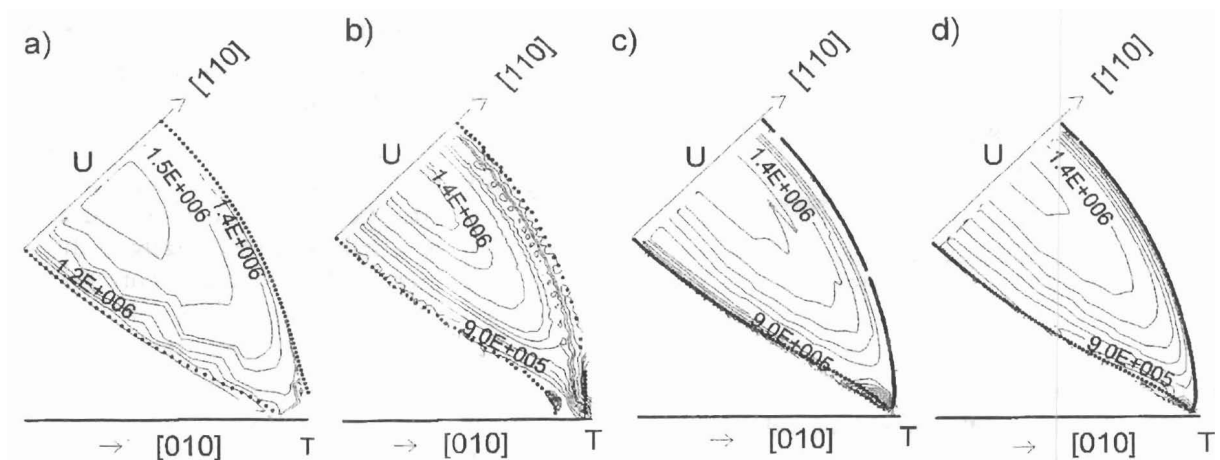 a)
[110]
U
1.5E+006
1.4E+006
1.2E+006
→ [010] T
b)
[110]
U
1.4E+006
9.0E+005
→ [010] T
c)
[110]
U
1.4E+006
9.0E+005
→ [010] T
d)
[110]
U
1.4E+006
9.0E+005
→ [010] T